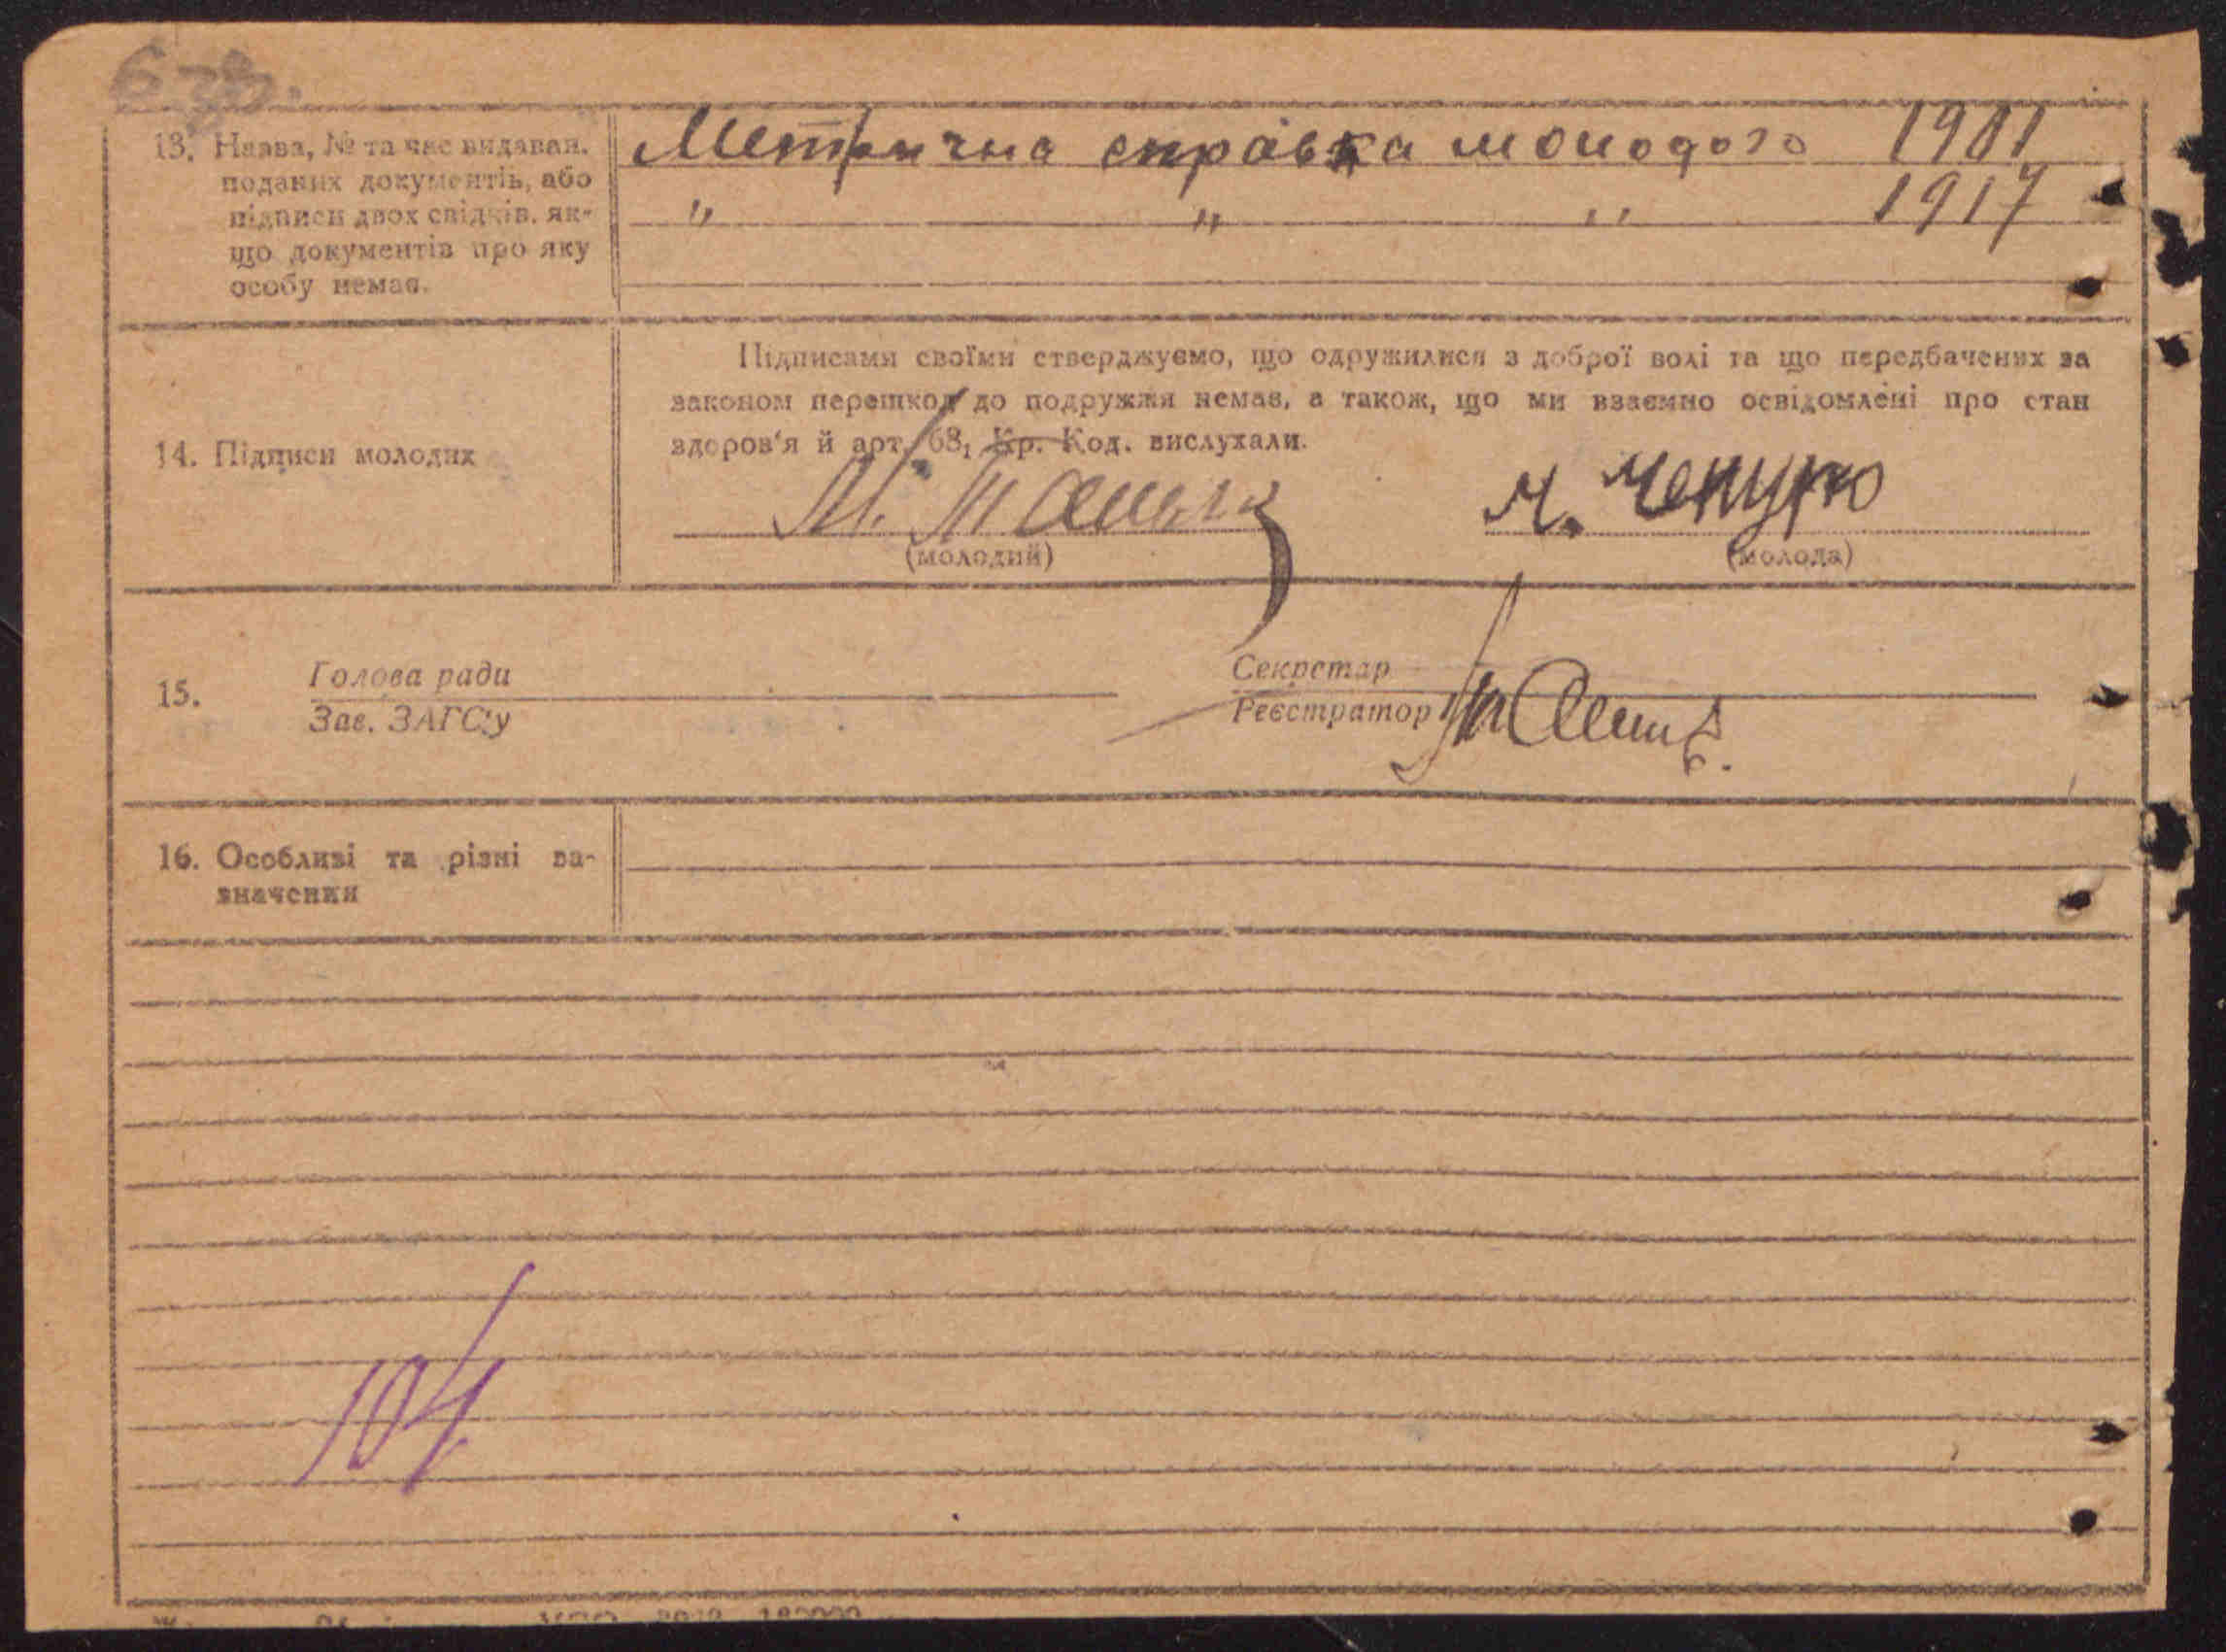 13. Назва, № та час видаван.
поданих документів, або
підписи двох свідків, як-
що документів про яку
особу немає.
Метрична справка молодого 1901
" " " 1917
14. Підписи молодих
Підписами своїми стверджуємо, що одружилися з доброї волі та що передбачених за
законом перешкод до подружжя немає, а також, що ми взаємно освідомлені про стан
здоров'я й арт. 68, Кр. Код. вислухали.
(молодий)
(молода)
15.
Голова ради
Зав. ЗАГС'у
Секретар
Реєстратор
16. Особливі та різні за-
значення
104